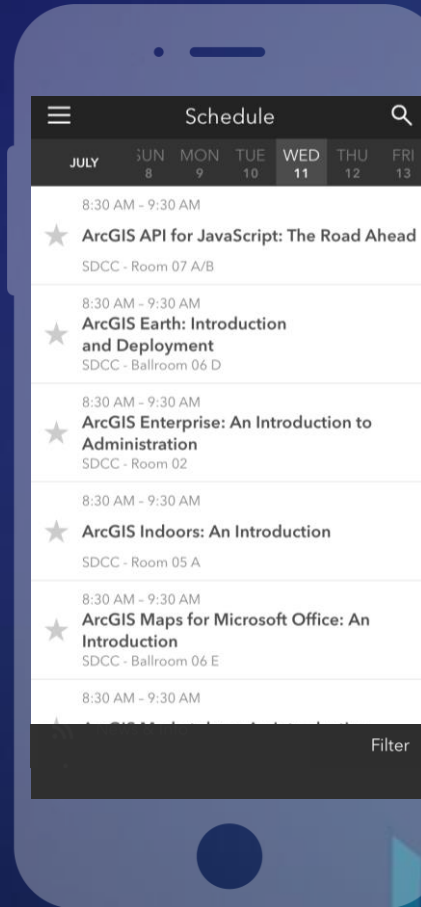 Schedule
JULY
SUN MON TUE WED THU FRI
8 9 10 11 12 13
8:30 AM – 9:30 AM
ArcGIS API for JavaScript: The Road Ahead
SDCC - Room 07 A/B
8:30 AM – 9:30 AM
ArcGIS Earth: Introduction
and Deployment
SDCC - Ballroom 06 D
8:30 AM – 9:30 AM
ArcGIS Enterprise: An Introduction to
Administration
SDCC - Room 02
8:30 AM – 9:30 AM
ArcGIS Indoors: An Introduction
SDCC - Room 05 A
8:30 AM – 9:30 AM
ArcGIS Maps for Microsoft Office: An
Introduction
SDCC - Ballroom 06 E
8:30 AM – 9:30 AM
Filter